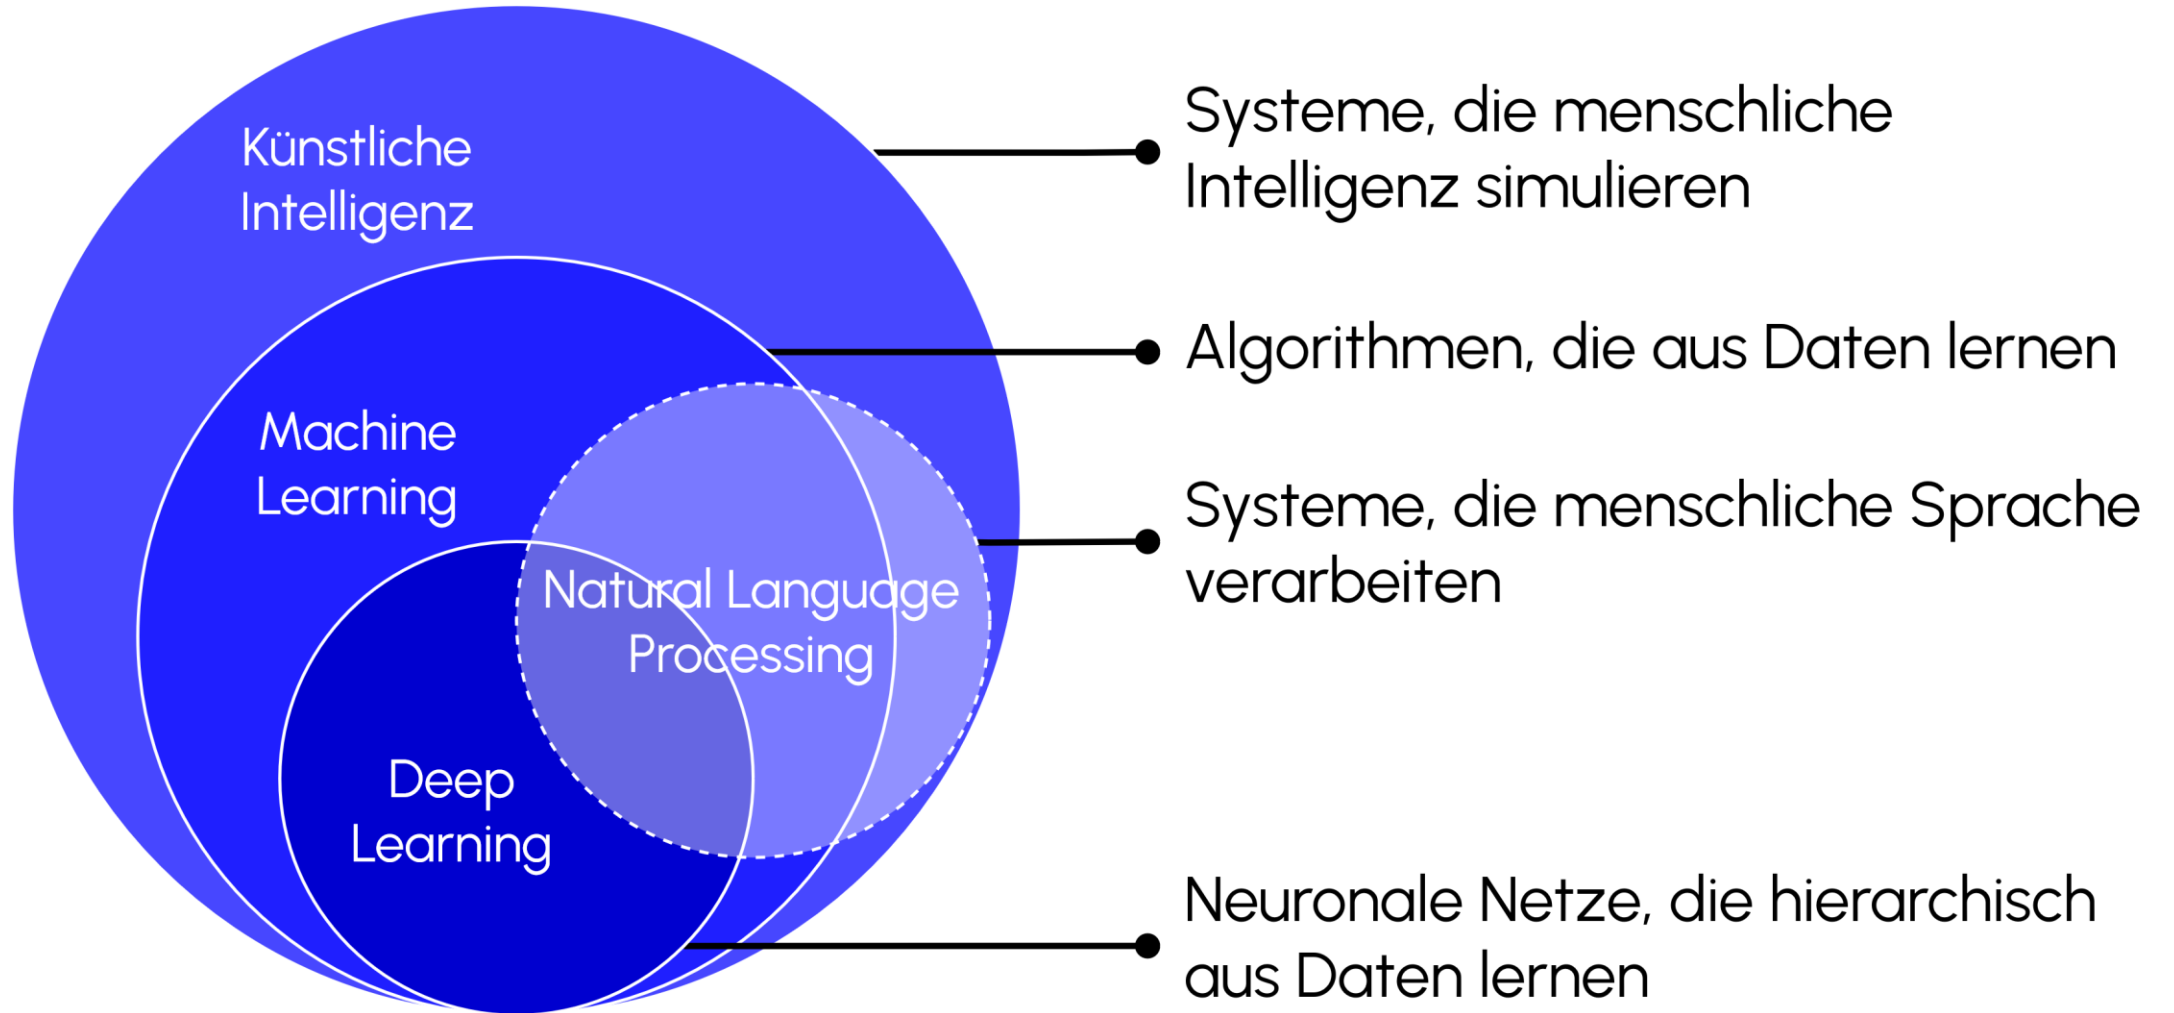 Künstliche
Intelligenz
Systeme, die menschliche
Intelligenz simulieren
Machine
Learning
Algorithmen, die aus Daten lernen
Natural Language
Processing
Systeme, die menschliche Sprache
verarbeiten
Deep
Learning
Neuronale Netze, die hierarchisch
aus Daten lernen